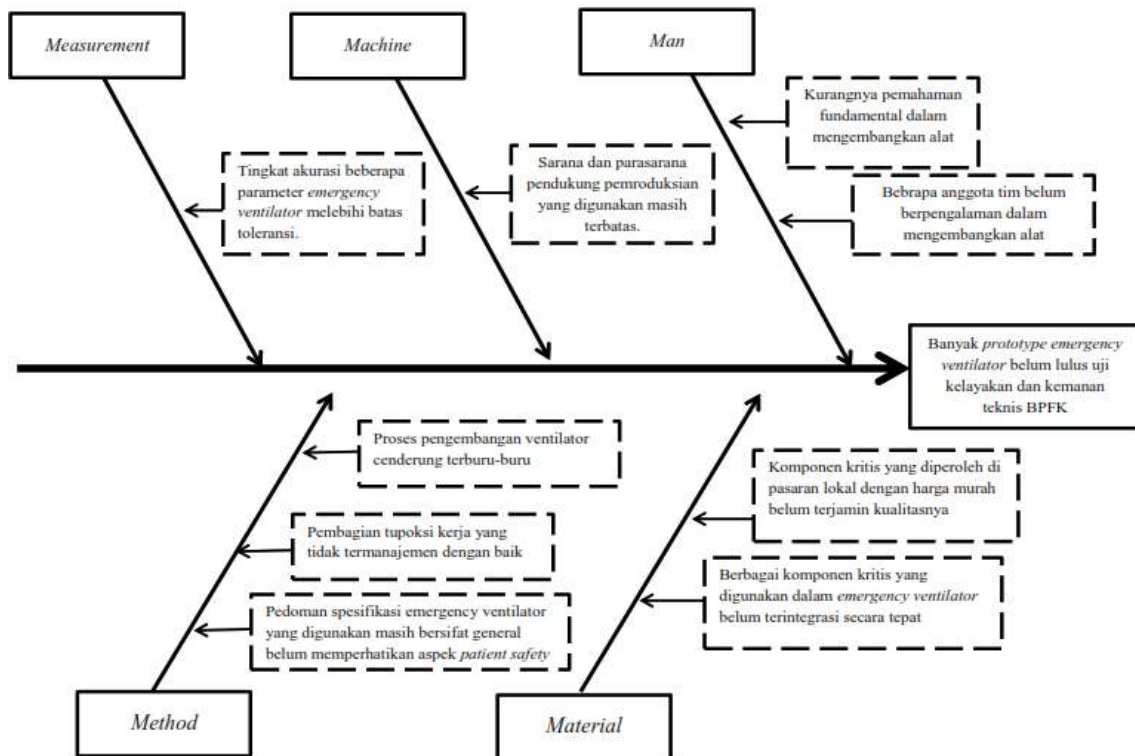 Measurement
Machine
Man
Kurangnya pemahaman
fundamental dalam
mengembangkan alat
Tingkat akurasi beberapa
parameter emergency
ventilator melebihi batas
toleransi.
Sarana dan parasarana
pendukung pemroduksian
yang digunakan masih
terbatas.
Bebrapa anggota tim belum
berpengalaman dalam
mengembangkan alat
Banyak prototype emergency
ventilator belum lulus uji
kelayakan dan kemanan
teknis BPFK
Proses pengembangan ventilator
cenderung terburu-buru
Komponen kritis yang diperoleh di
pasaran lokal dengan harga murah
belum terjamin kualitasnya
Pembagian tupoksi kerja yang
tidak termanajemen dengan baik
Berbagai komponen kritis yang
digunakan dalam emergency ventilator
belum terintegrasi secara tepat
Pedoman spesifikasi emergency ventilator
yang digunakan masih bersifat general
belum memperhatikan aspek patient safety
Method
Material